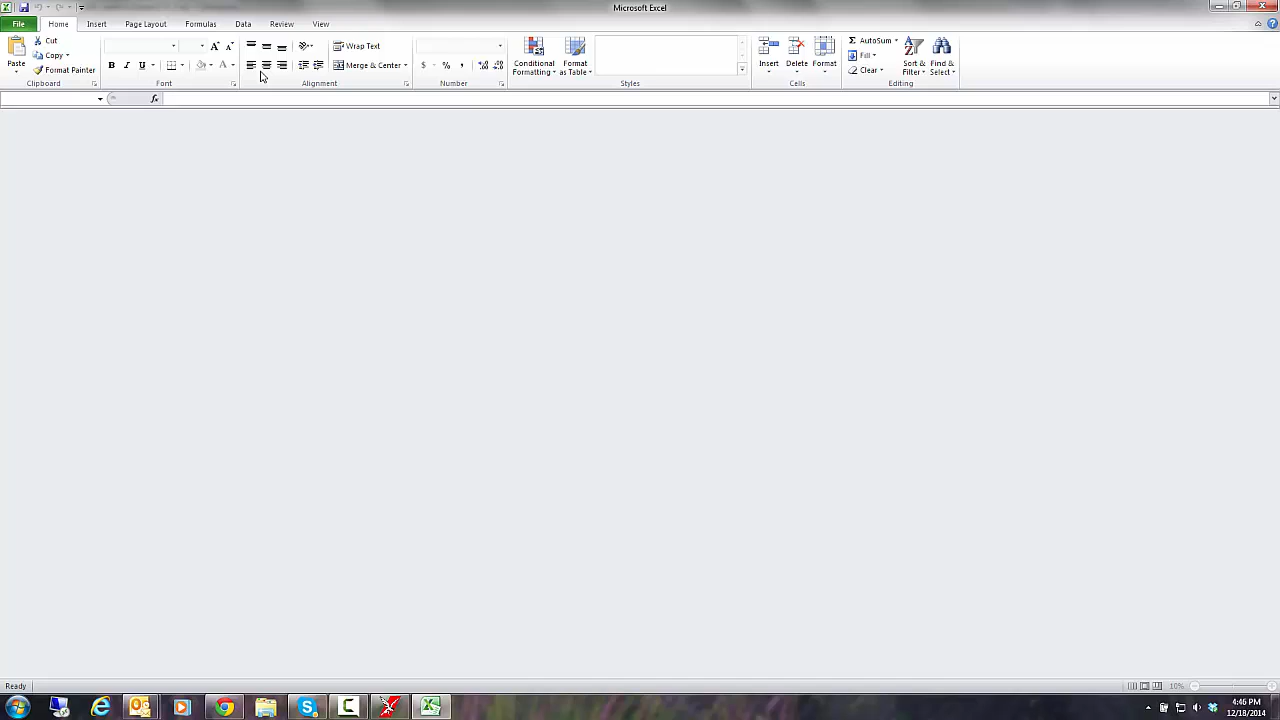 Microsoft Excel
File Home Insert Page Layout Formulas Data Review View
Paste
Cut
Copy
Format Painter
Clipboard
B I U A
Font
Wrap Text
Merge & Center
Alignment
$ % ,
Number
Conditional Formatting
Format as Table
Styles
Insert
Delete
Format
Cells
Σ AutoSum
Fill
Clear
Sort & Filter
Find & Select
Editing
fx
Ready
10%
4:46 PM
12/18/2014